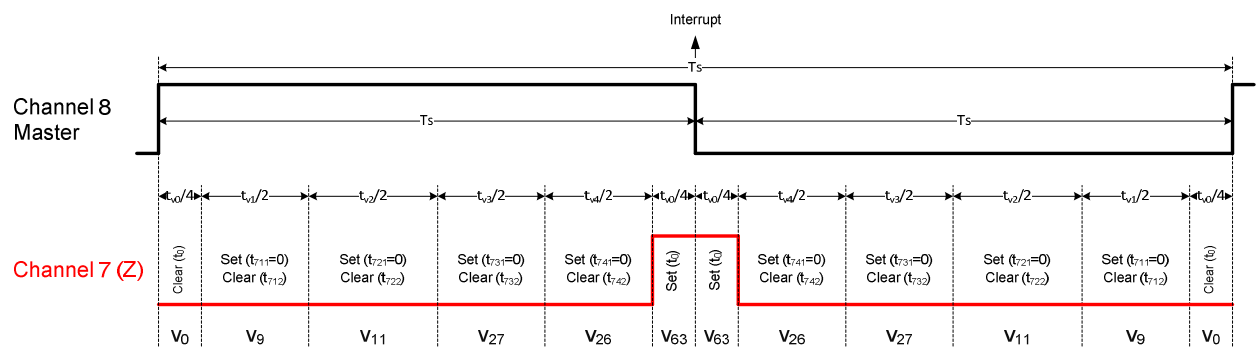 Interrupt
Ts
Channel 8
Master
Ts Ts
tv0/4 tv1/2 tv2/2 tv3/2 tv4/2 tv0/4 tv0/4 tv4/2 tv3/2 tv2/2 tv1/2 tv0/4
Channel 7 (Z)
Clear (t0)
Set (t711=0)
Clear (t712)
Set (t721=0)
Clear (t722)
Set (t731=0)
Clear (t732)
Set (t741=0)
Clear (t742)
Set (t0)
Set (t0)
Set (t741=0)
Clear (t742)
Set (t731=0)
Clear (t732)
Set (t721=0)
Clear (t722)
Set (t711=0)
Clear (t712)
Clear (t0)
V0 V9 V11 V27 V26 V63 V63 V26 V27 V11 V9 V0